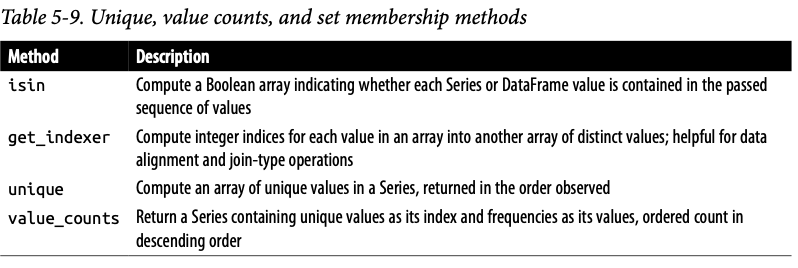 Table 5-9. Unique, value counts, and set membership methods
Method Description
isin Compute a Boolean array indicating whether each Series or DataFrame value is contained in the passed
sequence of values
get_indexer Compute integer indices for each value in an array into another array of distinct values; helpful for data
alignment and join-type operations
unique Compute an array of unique values in a Series, returned in the order observed
value_counts Return a Series containing unique values as its index and frequencies as its values, ordered count in
descending order